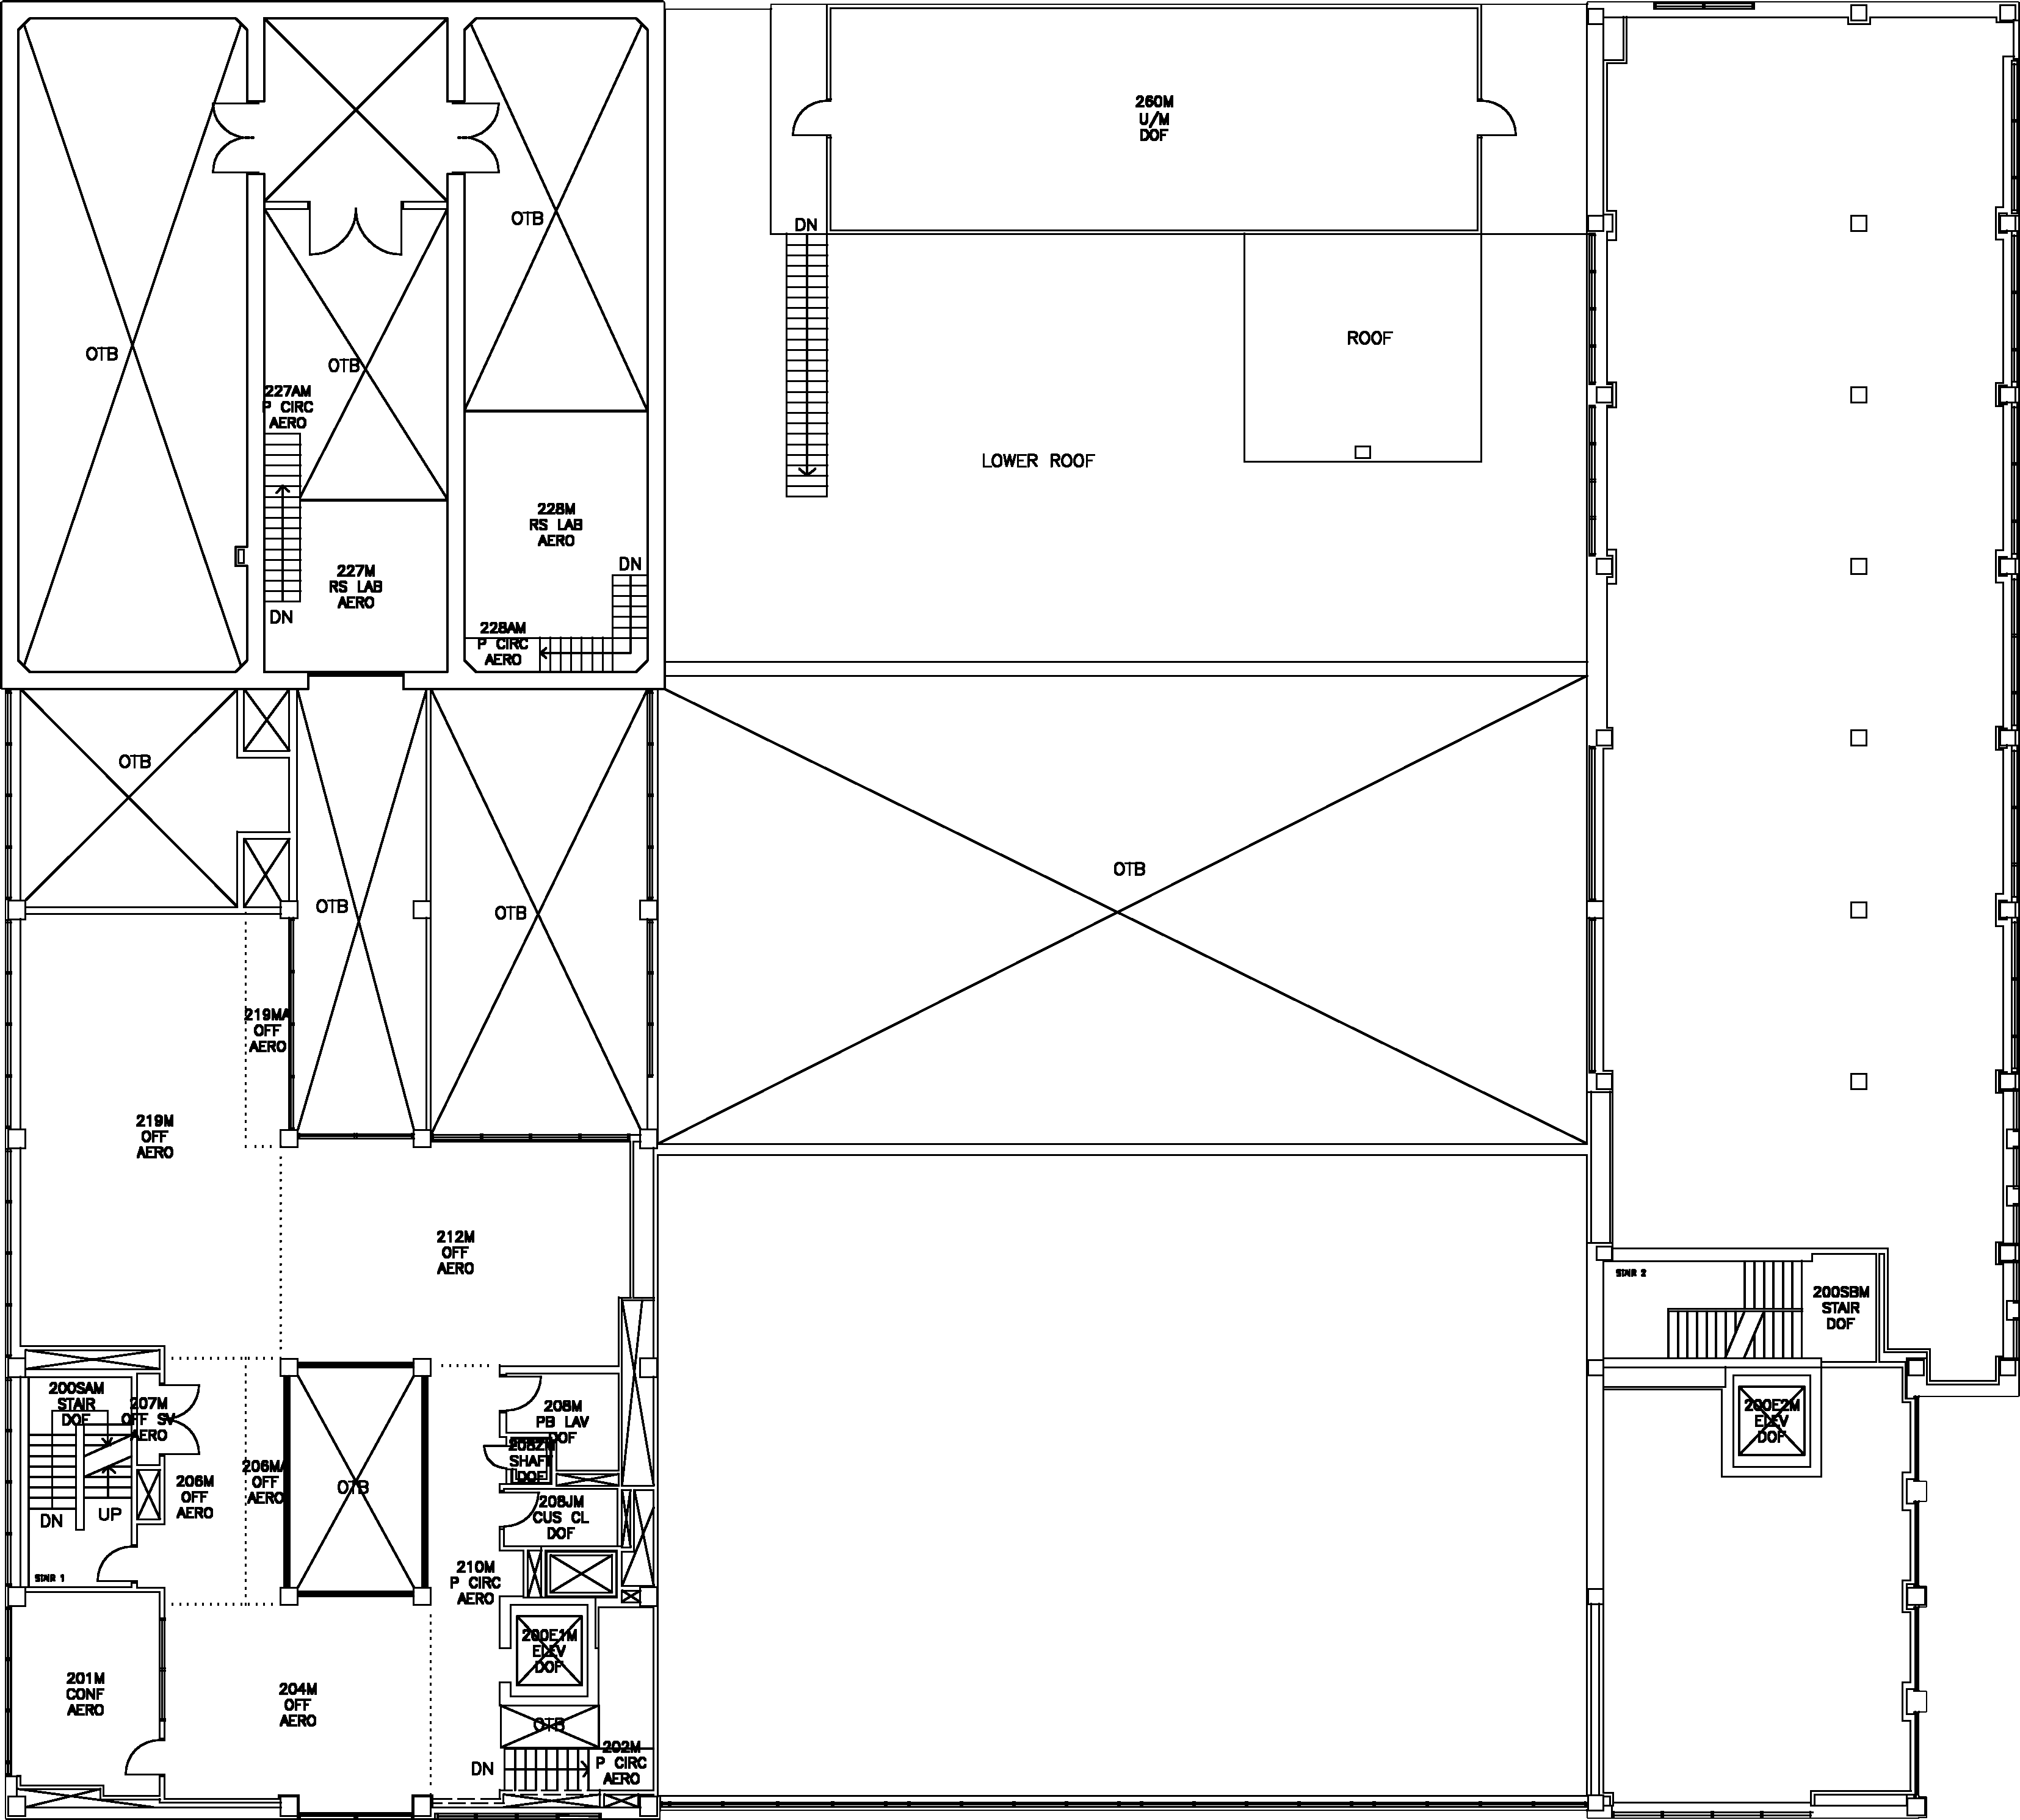 260M
U/M
DOF
OTB
DN
ROOF
OTB
OTB
227AM
P CIRC
AERO
LOWER ROOF
228M
RS LAB
AERO
DN
227M
RS LAB
AERO
DN
228AM
P CIRC
AERO
OTB
OTB
OTB
OTB
219MA
OFF
AERO
219M
OFF
AERO
212M
OFF
AERO
STAIR 2
200SBM
STAIR
DOF
200SAM
STAIR
DOF
207M
OFF SV
AERO
208M
PB LAV
DOF
200E2M
ELEV
DOF
SHAFT
DOF
206M
OFF
AERO
206MA
OFF
AERO
OTB
DN
UP
208JM
CUS CL
DOF
STAIR 1
210M
P CIRC
AERO
200E1M
ELEV
DOF
201M
CONF
AERO
204M
OFF
AERO
OTB
DN
202M
P CIRC
AERO